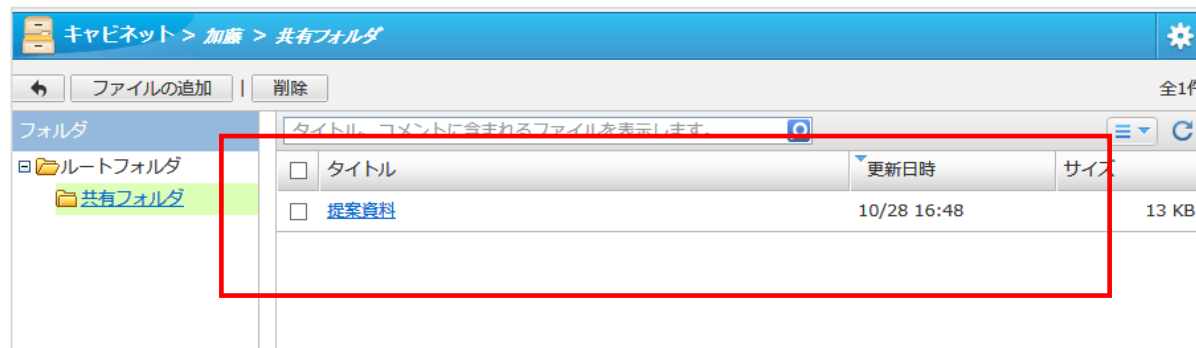 キャビネット > 加藤 > 共有フォルダ
ファイルの追加 | 削除
全1件
フォルダ
タイトル、コメントに含まれるファイルを表示します。
ルートフォルダ
共有フォルダ
タイトル 更新日時 サイズ
提案資料 10/28 16:48 13 KB